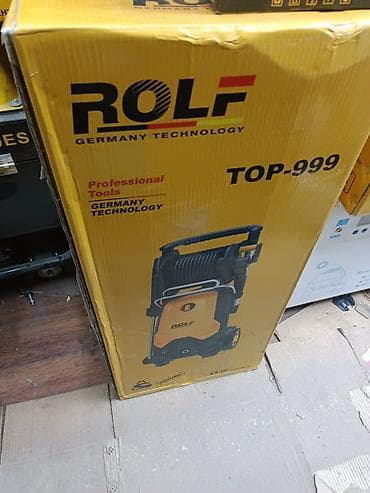 ROLF
GERMANY TECHNOLOGY
TOP-999
Professional
Tools
GERMANY
TECHNOLOGY
ROLF